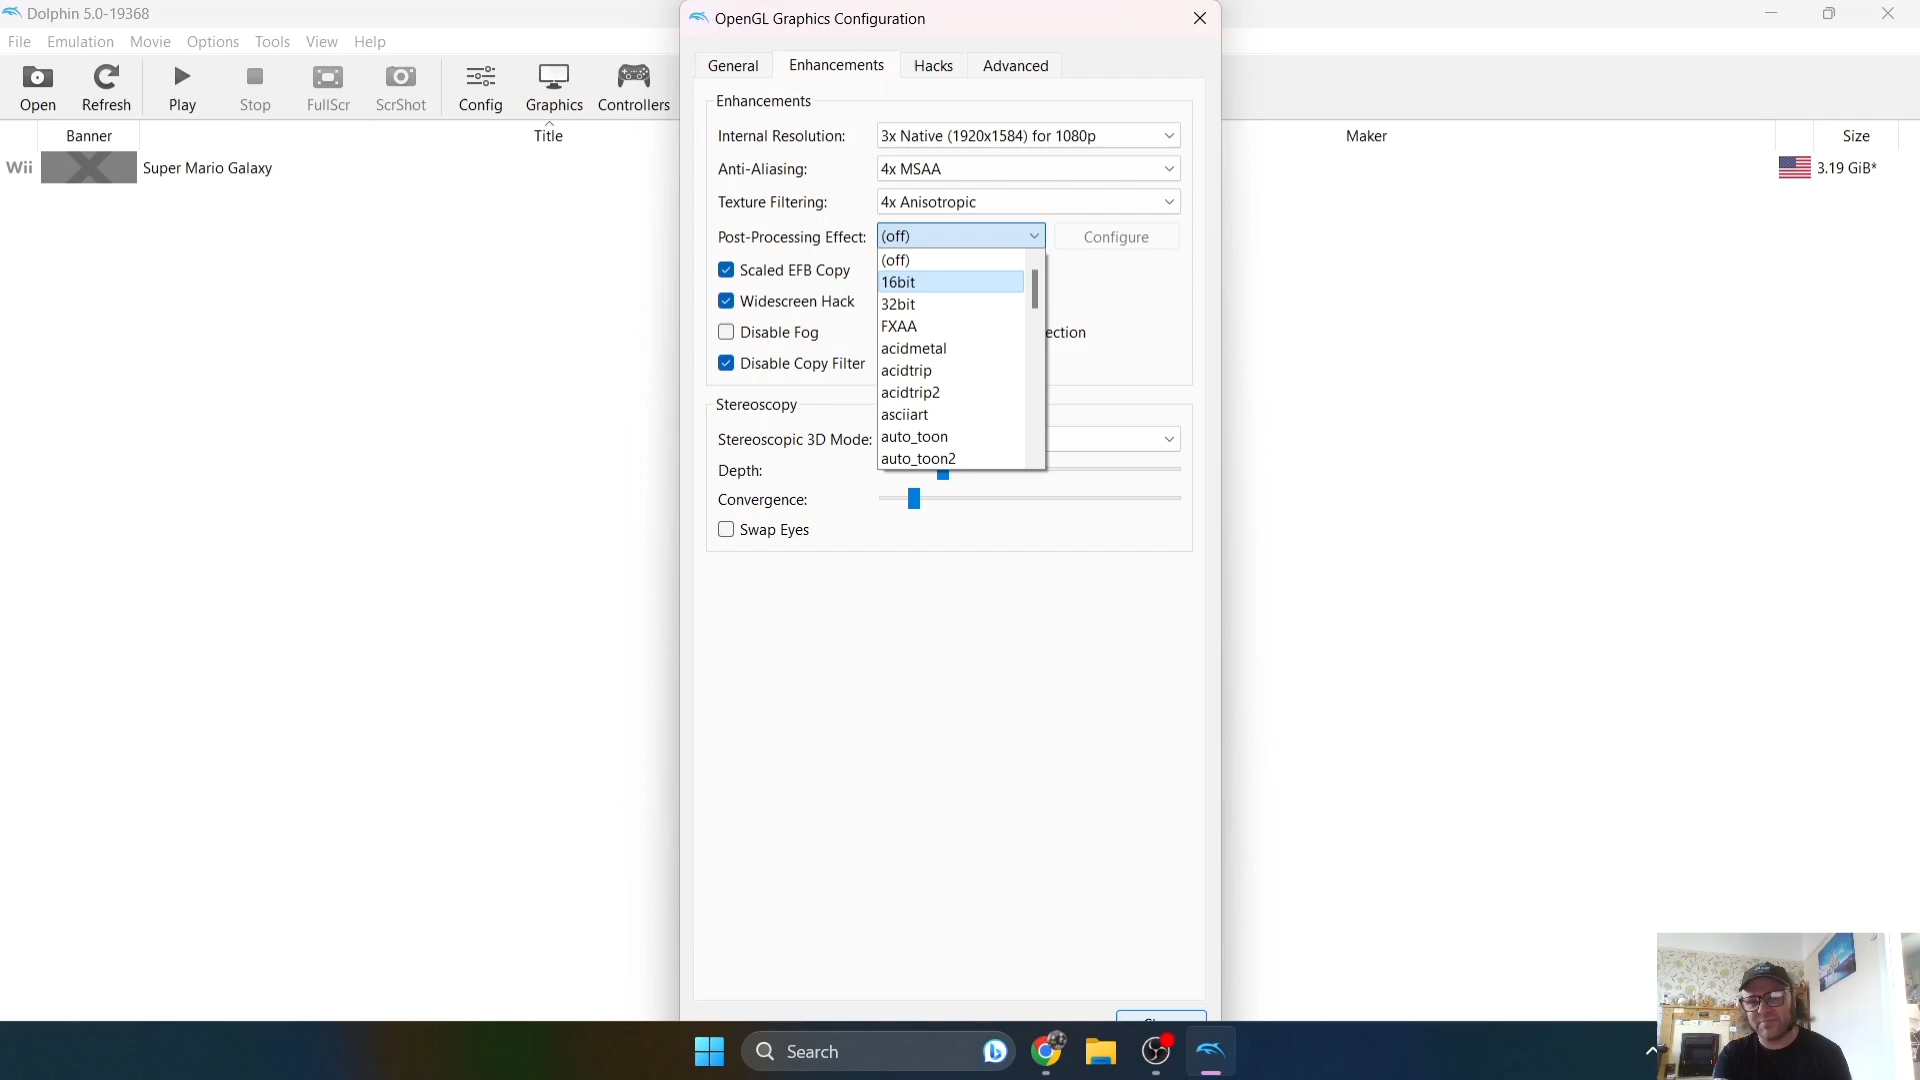 Dolphin 5.0-19368
File Emulation Movie Options Tools View Help
Open Refresh Play Stop FullScr ScrShot Config Graphics Controllers
Banner Title Maker Size
Wii Super Mario Galaxy 3.19 GiB*
OpenGL Graphics Configuration
General Enhancements Hacks Advanced
Enhancements
Internal Resolution: 3x Native (1920x1584) for 1080p
Anti-Aliasing: 4x MSAA
Texture Filtering: 4x Anisotropic
Post-Processing Effect: (off) Configure
(off)
Scaled EFB Copy
16bit
Widescreen Hack
32bit
FXAA
Disable Fog ection
acidmetal
Disable Copy Filter
acidtrip
acidtrip2
Stereoscopy
asciiart
Stereoscopic 3D Mode:
auto_toon
auto_toon2
Depth:
Convergence:
Swap Eyes
Search